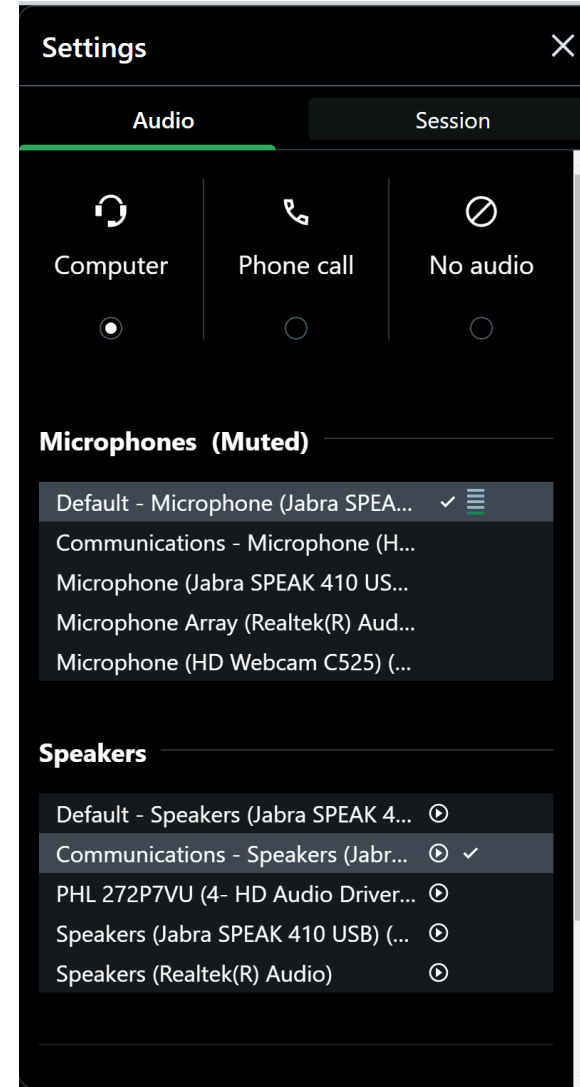 Settings
Audio
Session
Computer
Phone call
No audio
Microphones (Muted)
Default - Microphone (Jabra SPEA...
Communications - Microphone (H...
Microphone (Jabra SPEAK 410 US...
Microphone Array (Realtek(R) Aud...
Microphone (HD Webcam C525) (...
Speakers
Default - Speakers (Jabra SPEAK 4...
Communications - Speakers (Jabr...
PHL 272P7VU (4- HD Audio Driver...
Speakers (Jabra SPEAK 410 USB) (...
Speakers (Realtek(R) Audio)